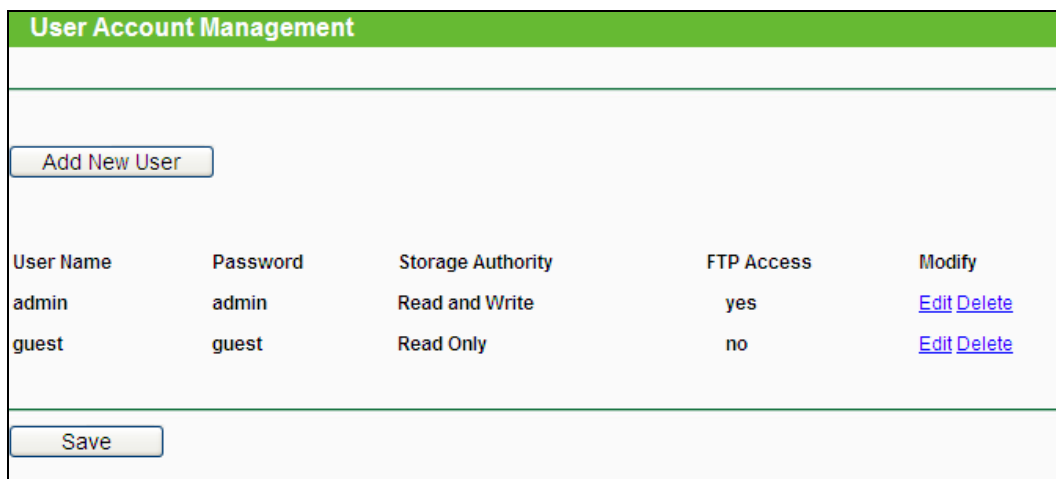 User Account Management
Add New User
User Name Password Storage Authority FTP Access Modify
admin admin Read and Write yes Edit Delete
guest guest Read Only no Edit Delete
Save